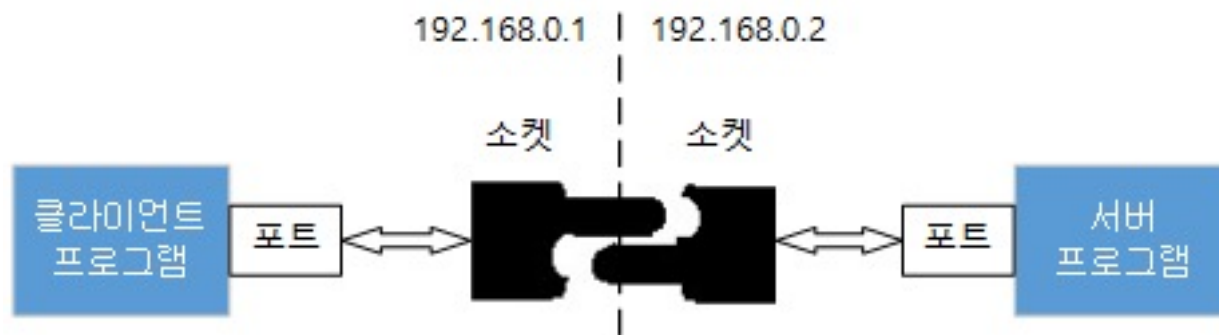 192.168.0.1
192.168.0.2
소켓
소켓
클라이언트
프로그램
포트
포트
서버
프로그램